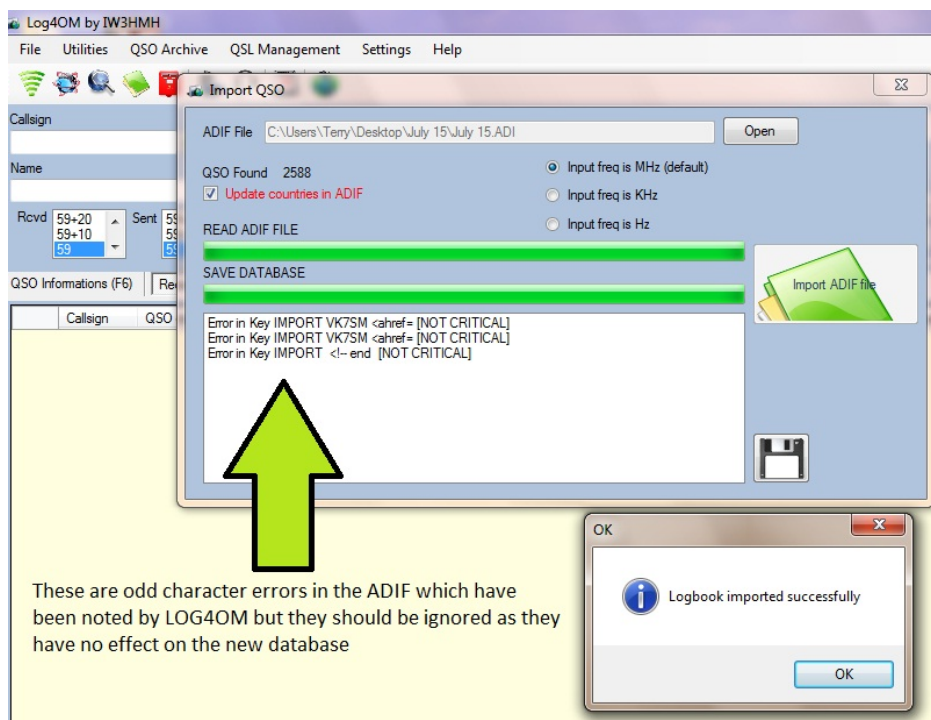 Log4OM by IW3HMH
File Utilities QSO Archive QSL Management Settings Help
Import QSO
Callsign
ADIF File C:\Users\Terry\Desktop\July 15\July 15.ADI Open
Name
QSO Found 2588
Input freq is MHz (default)
Update countries in ADIF
Input freq is KHz
Rcvd 59+20 Sent 59
59+10 59
59 59
READ ADIF FILE
Input freq is Hz
SAVE DATABASE
Import ADIF file
QSO Informations (F6)
Callsign QSO
Error in Key IMPORT VK7SM <ahref= [NOT CRITICAL]
Error in Key IMPORT VK7SM <ahref= [NOT CRITICAL]
Error in Key IMPORT <!-- end [NOT CRITICAL]
OK
Logbook imported successfully
OK
These are odd character errors in the ADIF which have
been noted by LOG4OM but they should be ignored as they
have no effect on the new database